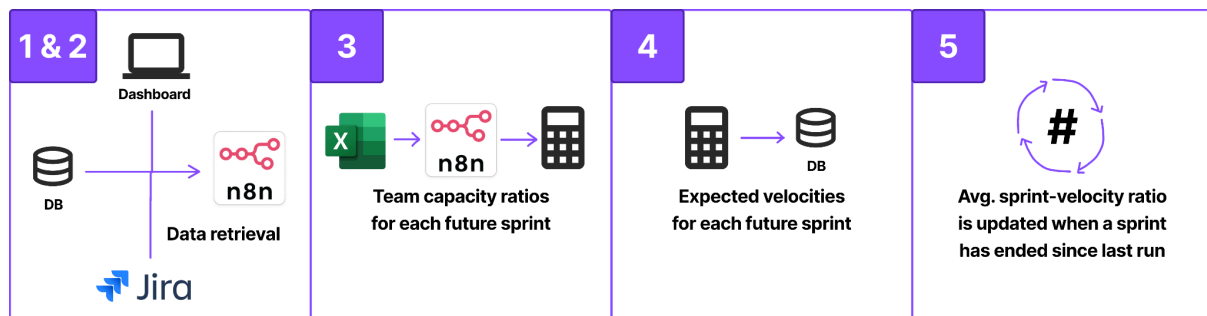 1 & 2
Dashboard
DB
n8n
Data retrieval
Jira
3
X
n8n
Team capacity ratios
for each future sprint
4
DB
Expected velocities
for each future sprint
5
#
Avg. sprint-velocity ratio
is updated when a sprint
has ended since last run